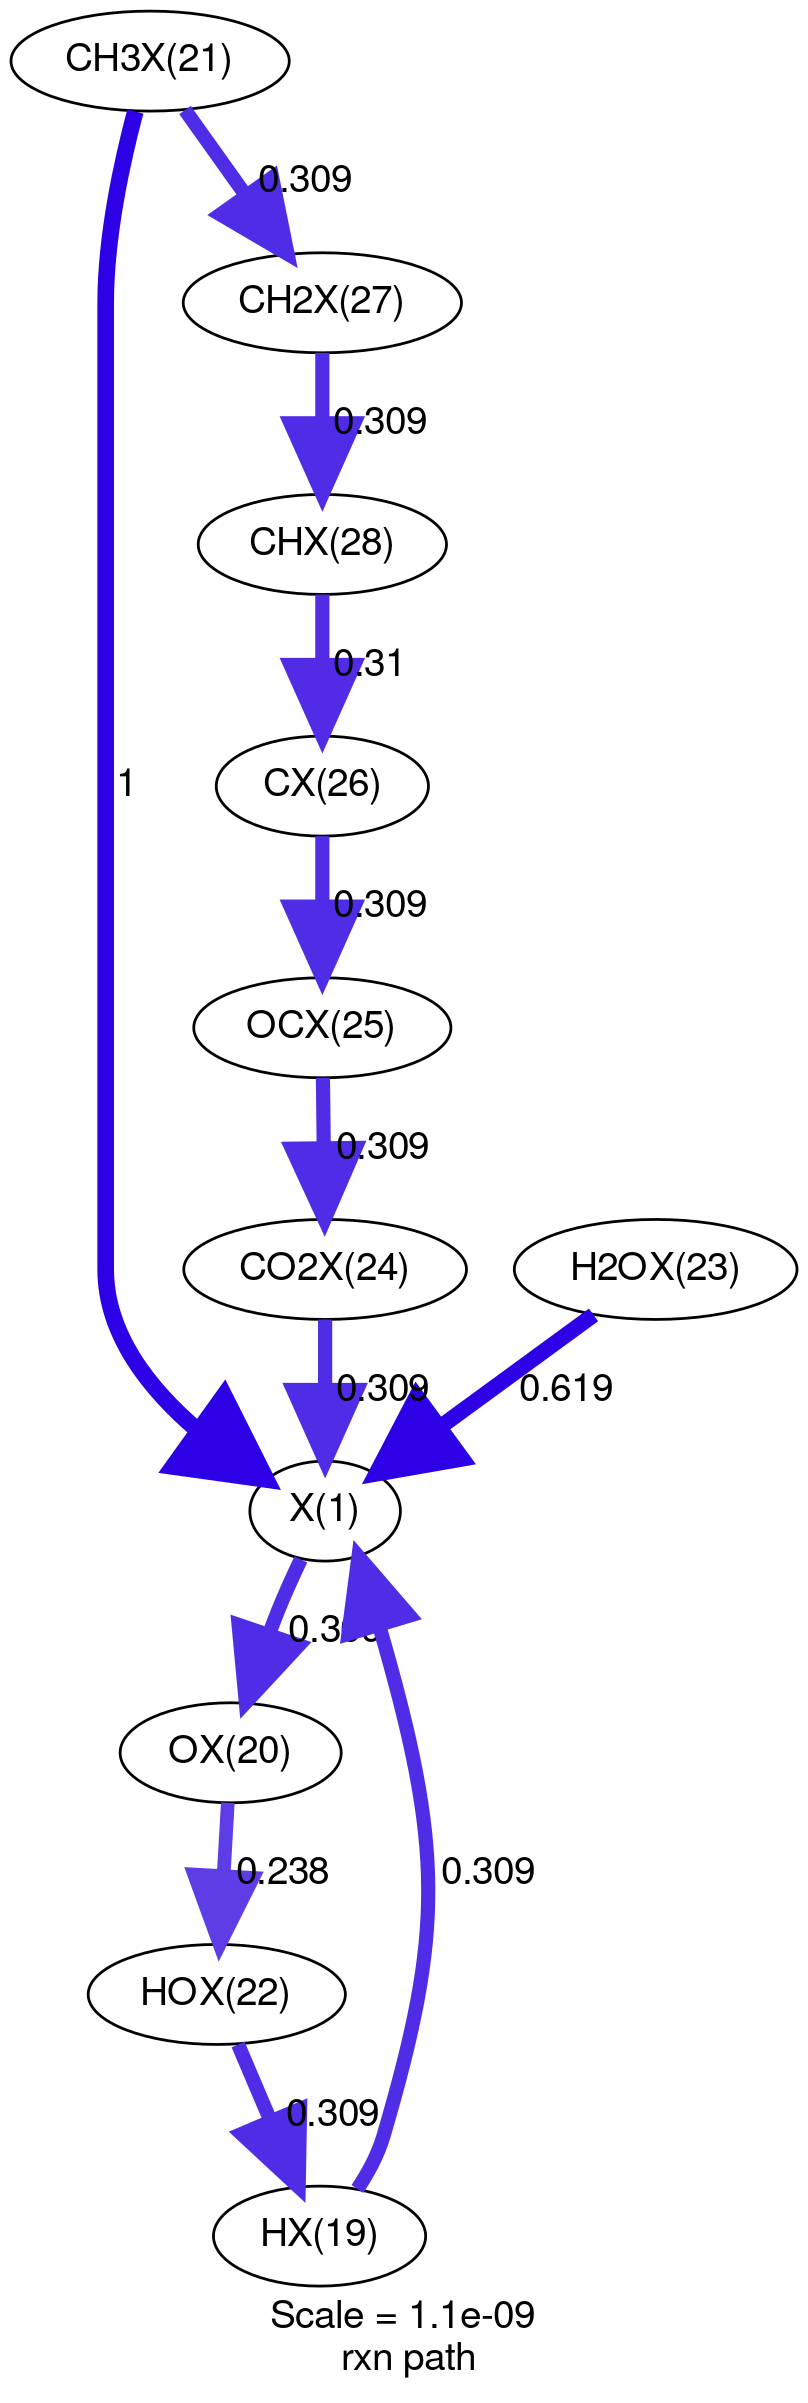 CH3X(21)
0.309
CH2X(27)
0.309
CHX(28)
0.31
1
CX(26)
0.309
OCX(25)
0.309
CO2X(24)
H2OX(23)
0.309
0.619
X(1)
OX(20)
0.238
0.309
HOX(22)
0.309
HX(19)
Scale = 1.1e-09
rxn path